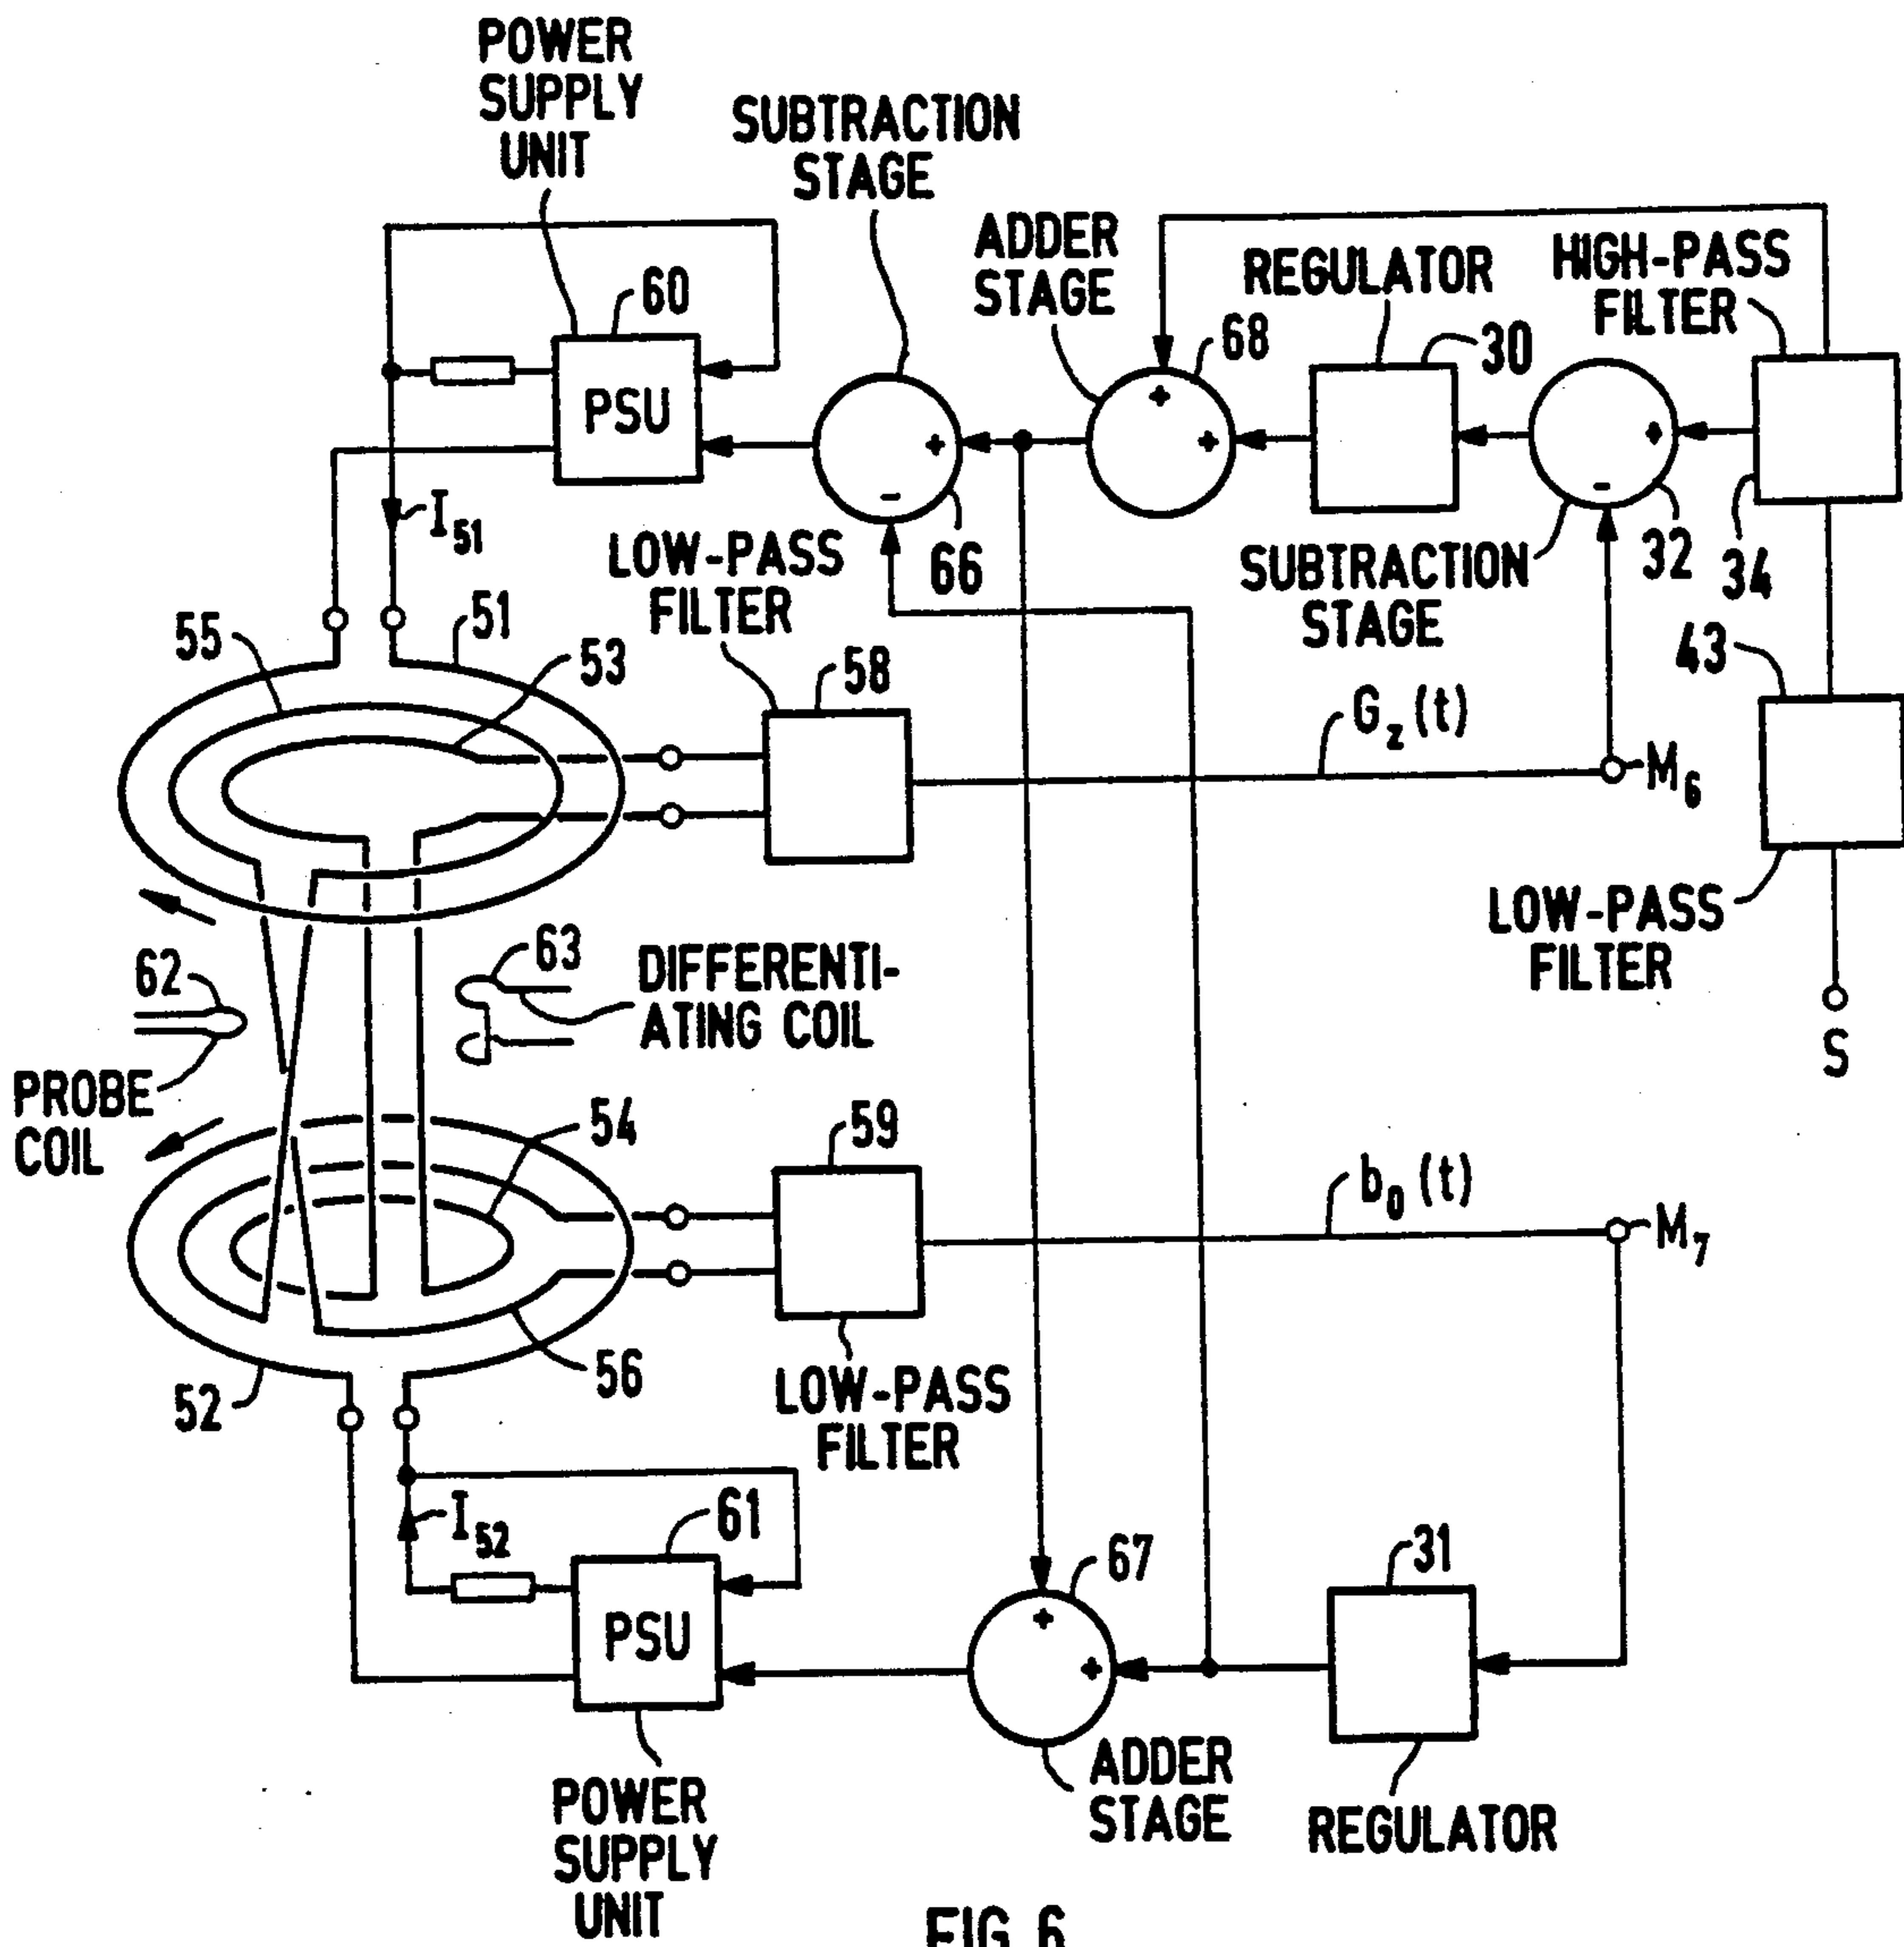 POWER
SUPPLY
UNIT
SUBTRACTION
STAGE
ADDER
STAGE
REGULATOR
HIGH-PASS
FILTER
60
68
30
PSU
+
+
+
-
+
-
I51
66
32
34
LOW-PASS
FILTER
SUBTRACTION
STAGE
55
51
53
58
43
Gz (t)
M6
LOW-PASS
FILTER
S
62
63
DIFFERENTI-
ATING COIL
PROBE
COIL
54
59
b0 (t)
M7
56
52
LOW-PASS
FILTER
I52
61
67
31
PSU
+
+
ADDER
STAGE
REGULATOR
POWER
SUPPLY
UNIT
FIG 6